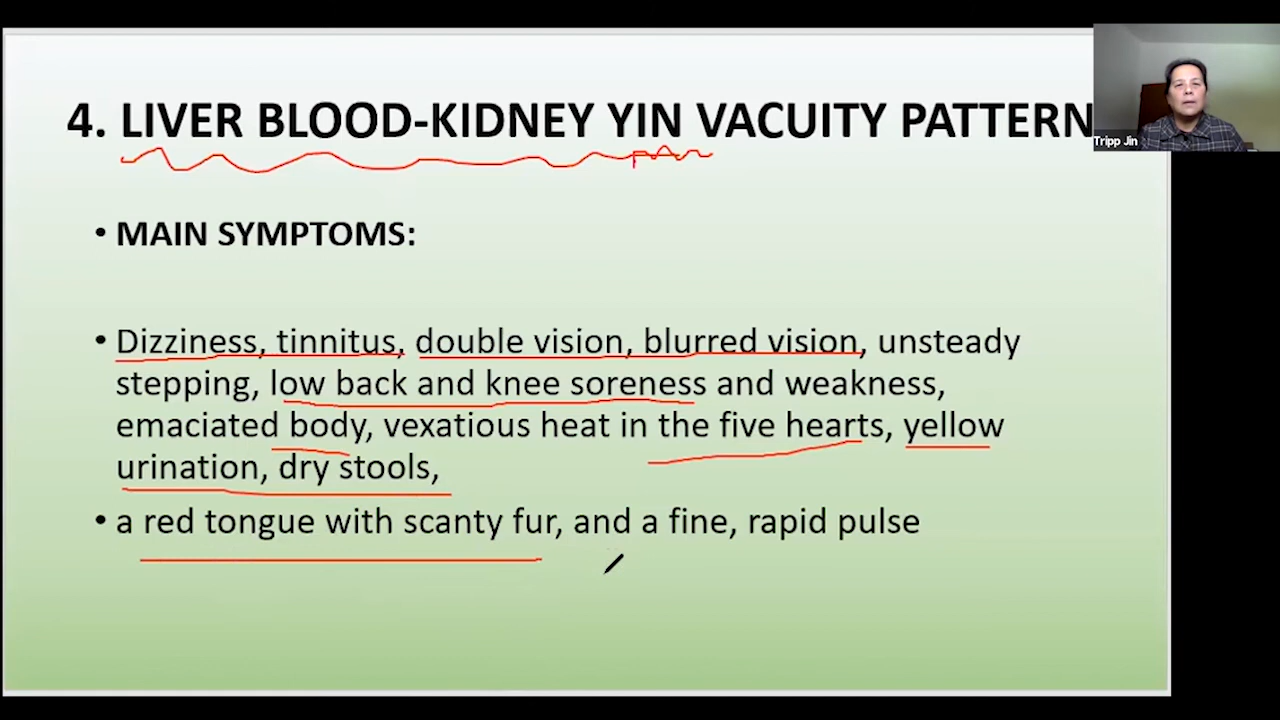 4. LIVER BLOOD-KIDNEY YIN VACUITY PATTERN
Tripp Jin
• MAIN SYMPTOMS:
• Dizziness, tinnitus, double vision, blurred vision, unsteady
stepping, low back and knee soreness and weakness,
emaciated body, vexatious heat in the five hearts, yellow
urination, dry stools,
• a red tongue with scanty fur, and a fine, rapid pulse